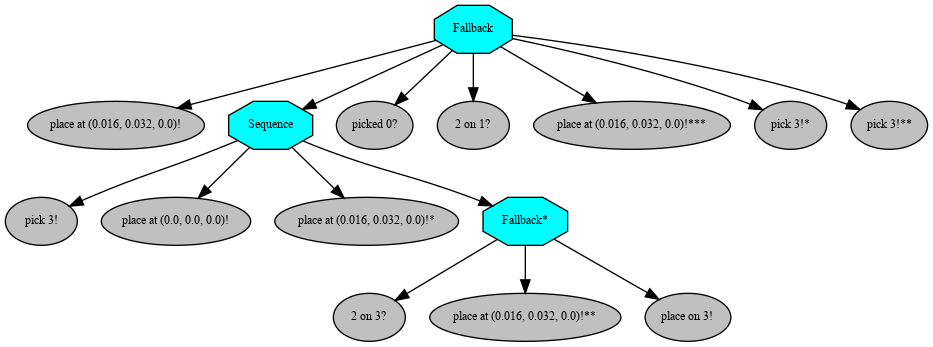 Fallback
place at (0.016, 0.032, 0.0)!
Sequence
picked 0?
2 on 1?
place at (0.016, 0.032, 0.0)!***
pick 3!*
pick 3!**
pick 3!
place at (0.0, 0.0, 0.0)!
place at (0.016, 0.032, 0.0)!*
Fallback*
2 on 3?
place at (0.016, 0.032, 0.0)!**
place on 3!